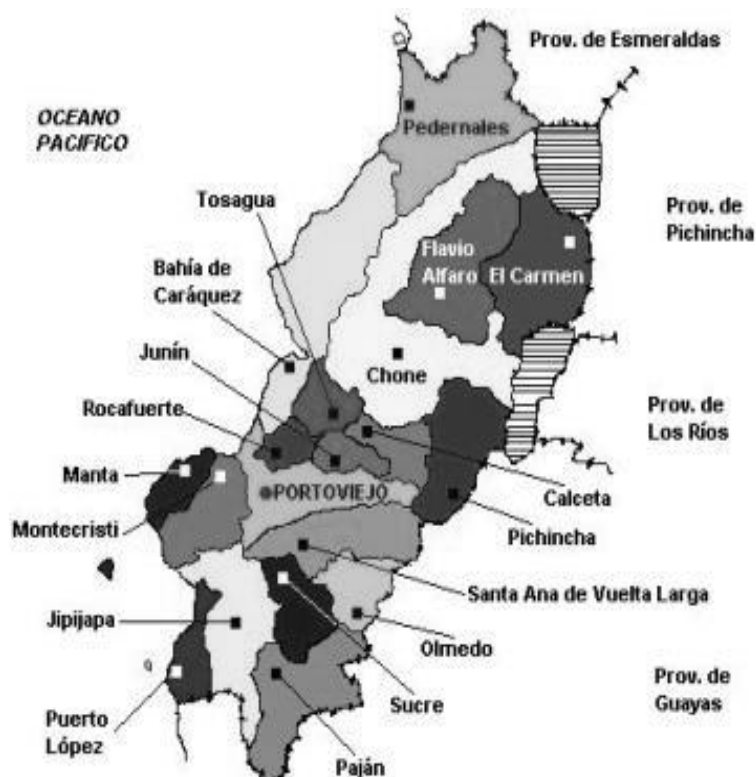 Prov. de Esmeraldas
OCEANO
PACIFICO
Pedernales
Tosagua
Prov. de
Pichincha
Flavio
Alfaro
El Carmen
Bahía de
Caráquez
Junín
Chone
Rocafuerte
Prov. de
Los Ríos
Manta
PORTOVIEJO
Calceta
Montecristi
Pichincha
Santa Ana de Vuelta Larga
Jipijapa
Olmedo
Sucre
Prov. de
Guayas
Puerto
López
Paján